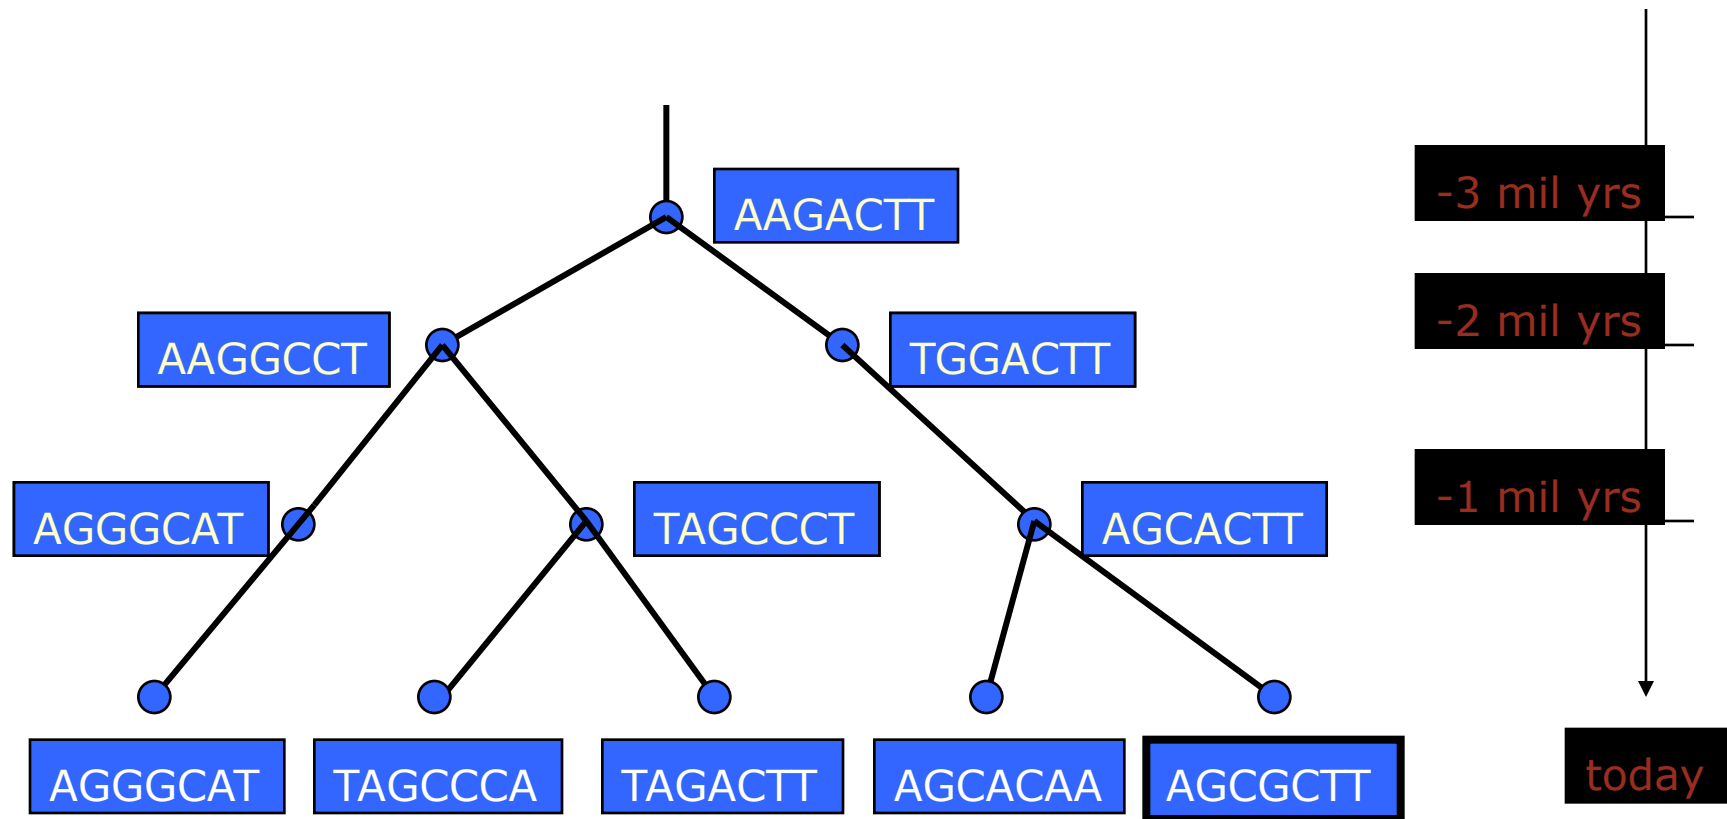 AAGACTT
-3 mil yrs
AAGGCCT
TGGACTT
-2 mil yrs
AGGGCAT
TAGCCCT
AGCACTT
-1 mil yrs
AGGGCAT
TAGCCCA
TAGACTT
AGCACAA
AGCGCTT
today